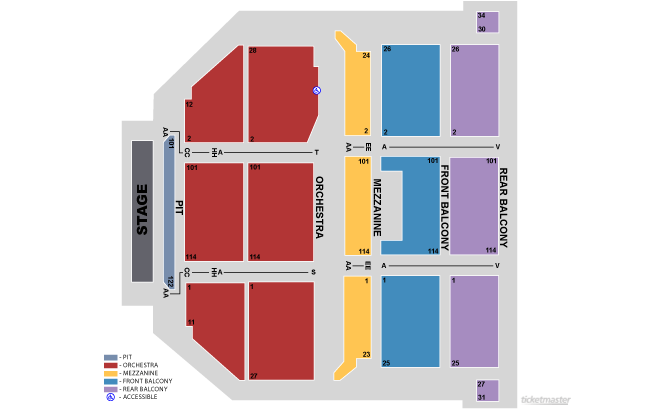 34
30
28
24
26
26
12
2
2
2
2
2
AA
101
CC
HH A
T
AA
EE
A
V
101
101
101
101
101
STAGE
PIT
ORCHESTRA
MEZZANINE
FRONT BALCONY
REAR BALCONY
114
114
114
114
114
122
AA
CC
HH A
S
AA
EE
A
V
1
1
1
1
1
11
23
25
25
27
27
31
- PIT
- ORCHESTRA
- MEZZANINE
- FRONT BALCONY
- REAR BALCONY
- ACCESSIBLE
ticketmaster